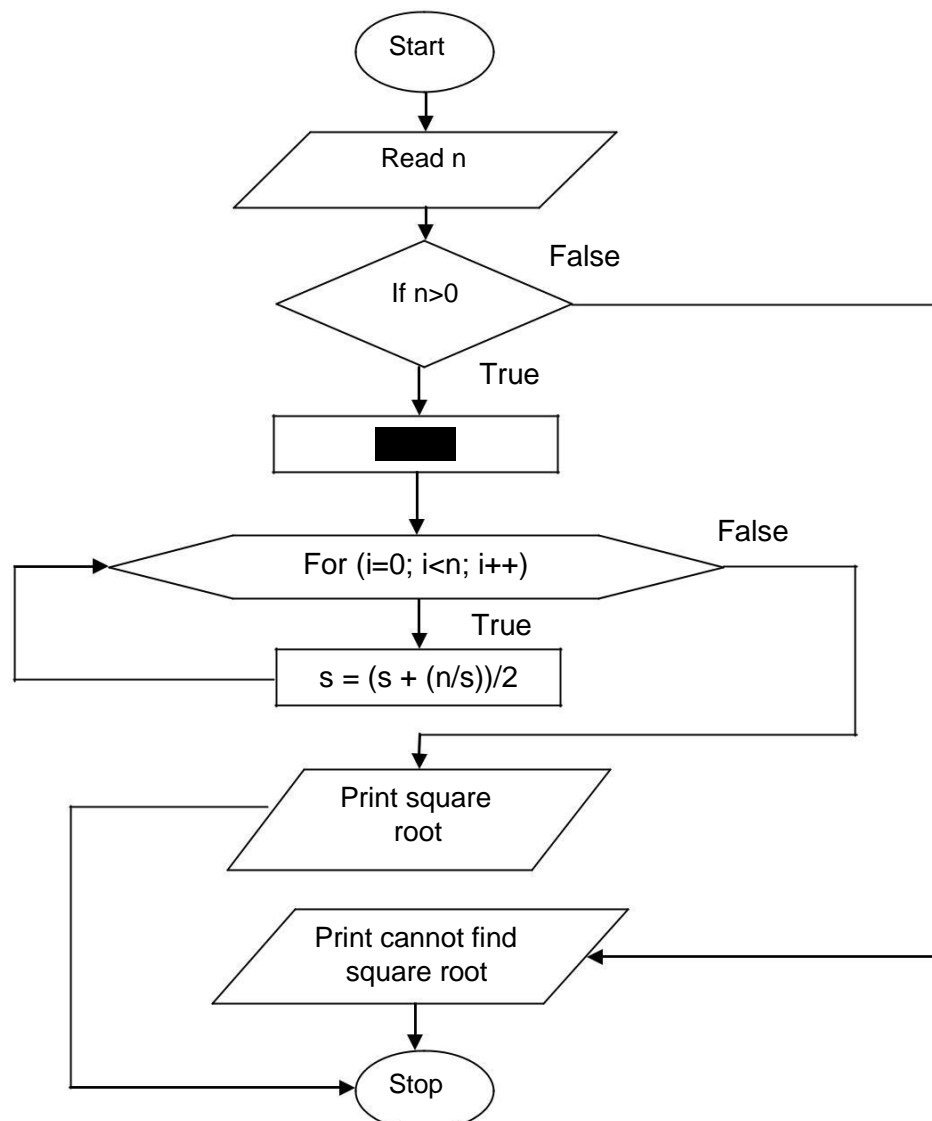 Start
Read n
False
If n>0
True
False
For (i=0; i<n; i++)
True
s = (s + (n/s))/2
Print square
root
Print cannot find
square root
Stop